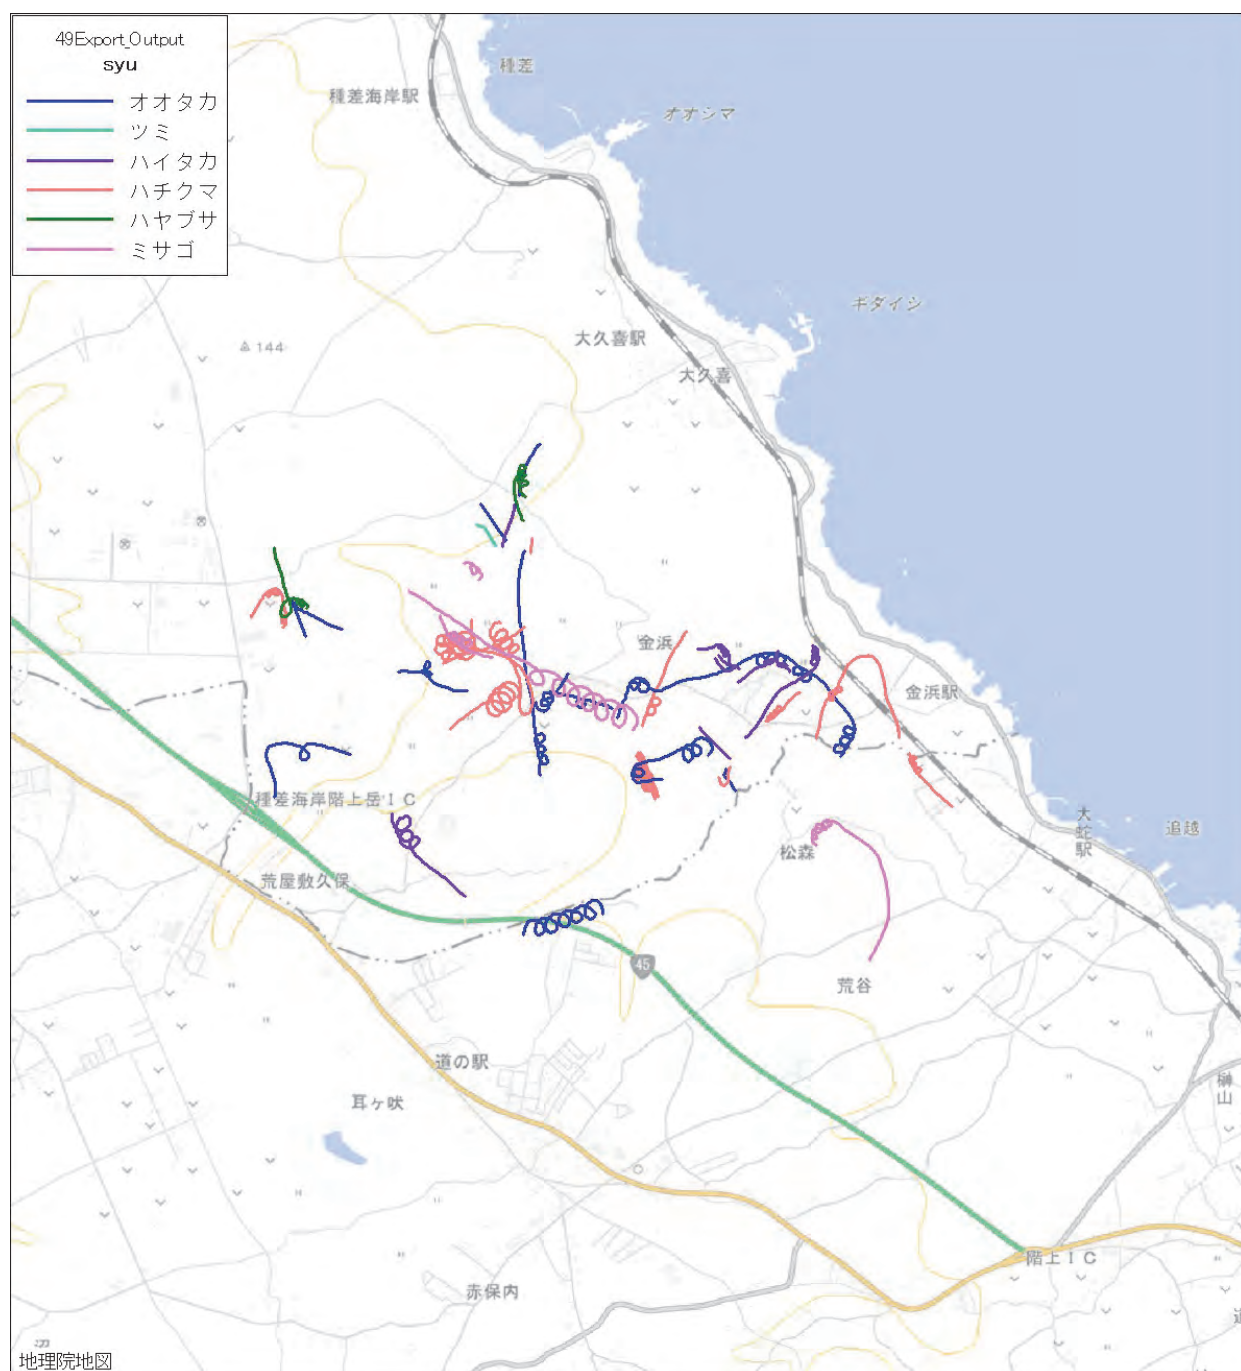 49Export_Output
syu
オオタカ
ツミ
ハイタカ
ハチクマ
ハヤブサ
ミサゴ
種差
種差海岸駅
オオシマ
ギダイシ
大久喜駅
144
大久喜
金浜
金浜駅
種差海岸階上岳IC
大蛇駅
追越
松森
荒屋敷久保
45
荒谷
道の駅
榊山
耳ヶ吠
階上IC
赤保内
地理院地図